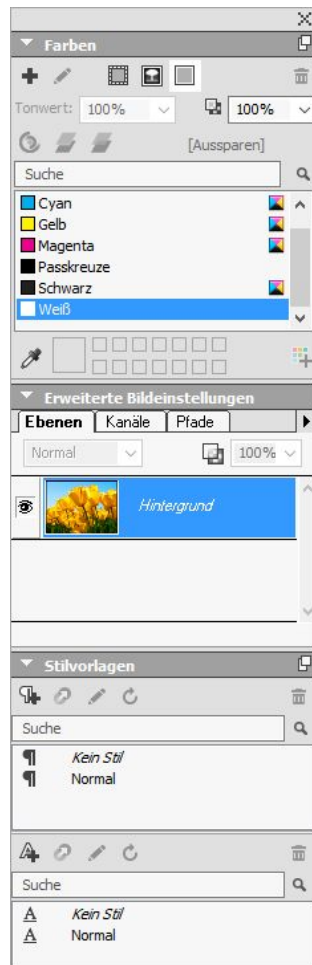 Farben
Tonwert: 100% 100%
[Aussparen]
Suche
Cyan
Gelb
Magenta
Passkreuze
Schwarz
Weiß
Erweiterte Bildeinstellungen
Ebenen Kanäle Pfade
Normal 100%
Hintergrund
Stilvorlagen
Suche
Kein Stil
Normal
Suche
A Kein Stil
A Normal